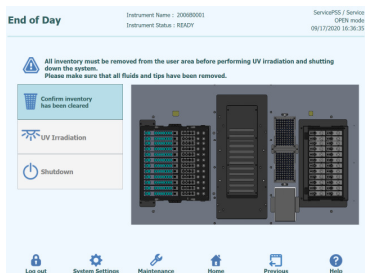 End of Day
Instrument Name : 2006B0001
Instrument Status : READY
ServicePSS / Service
OPEN mode
09/17/2020 16:36:35
All inventory must be removed from the user area before performing UV irradiation and shutting
down the system.
Please make sure that all fluids and tips have been removed.
Confirm inventory
has been cleared
UV Irradiation
Shutdown
Log out
System Settings
Maintenance
Home
Previous
Help